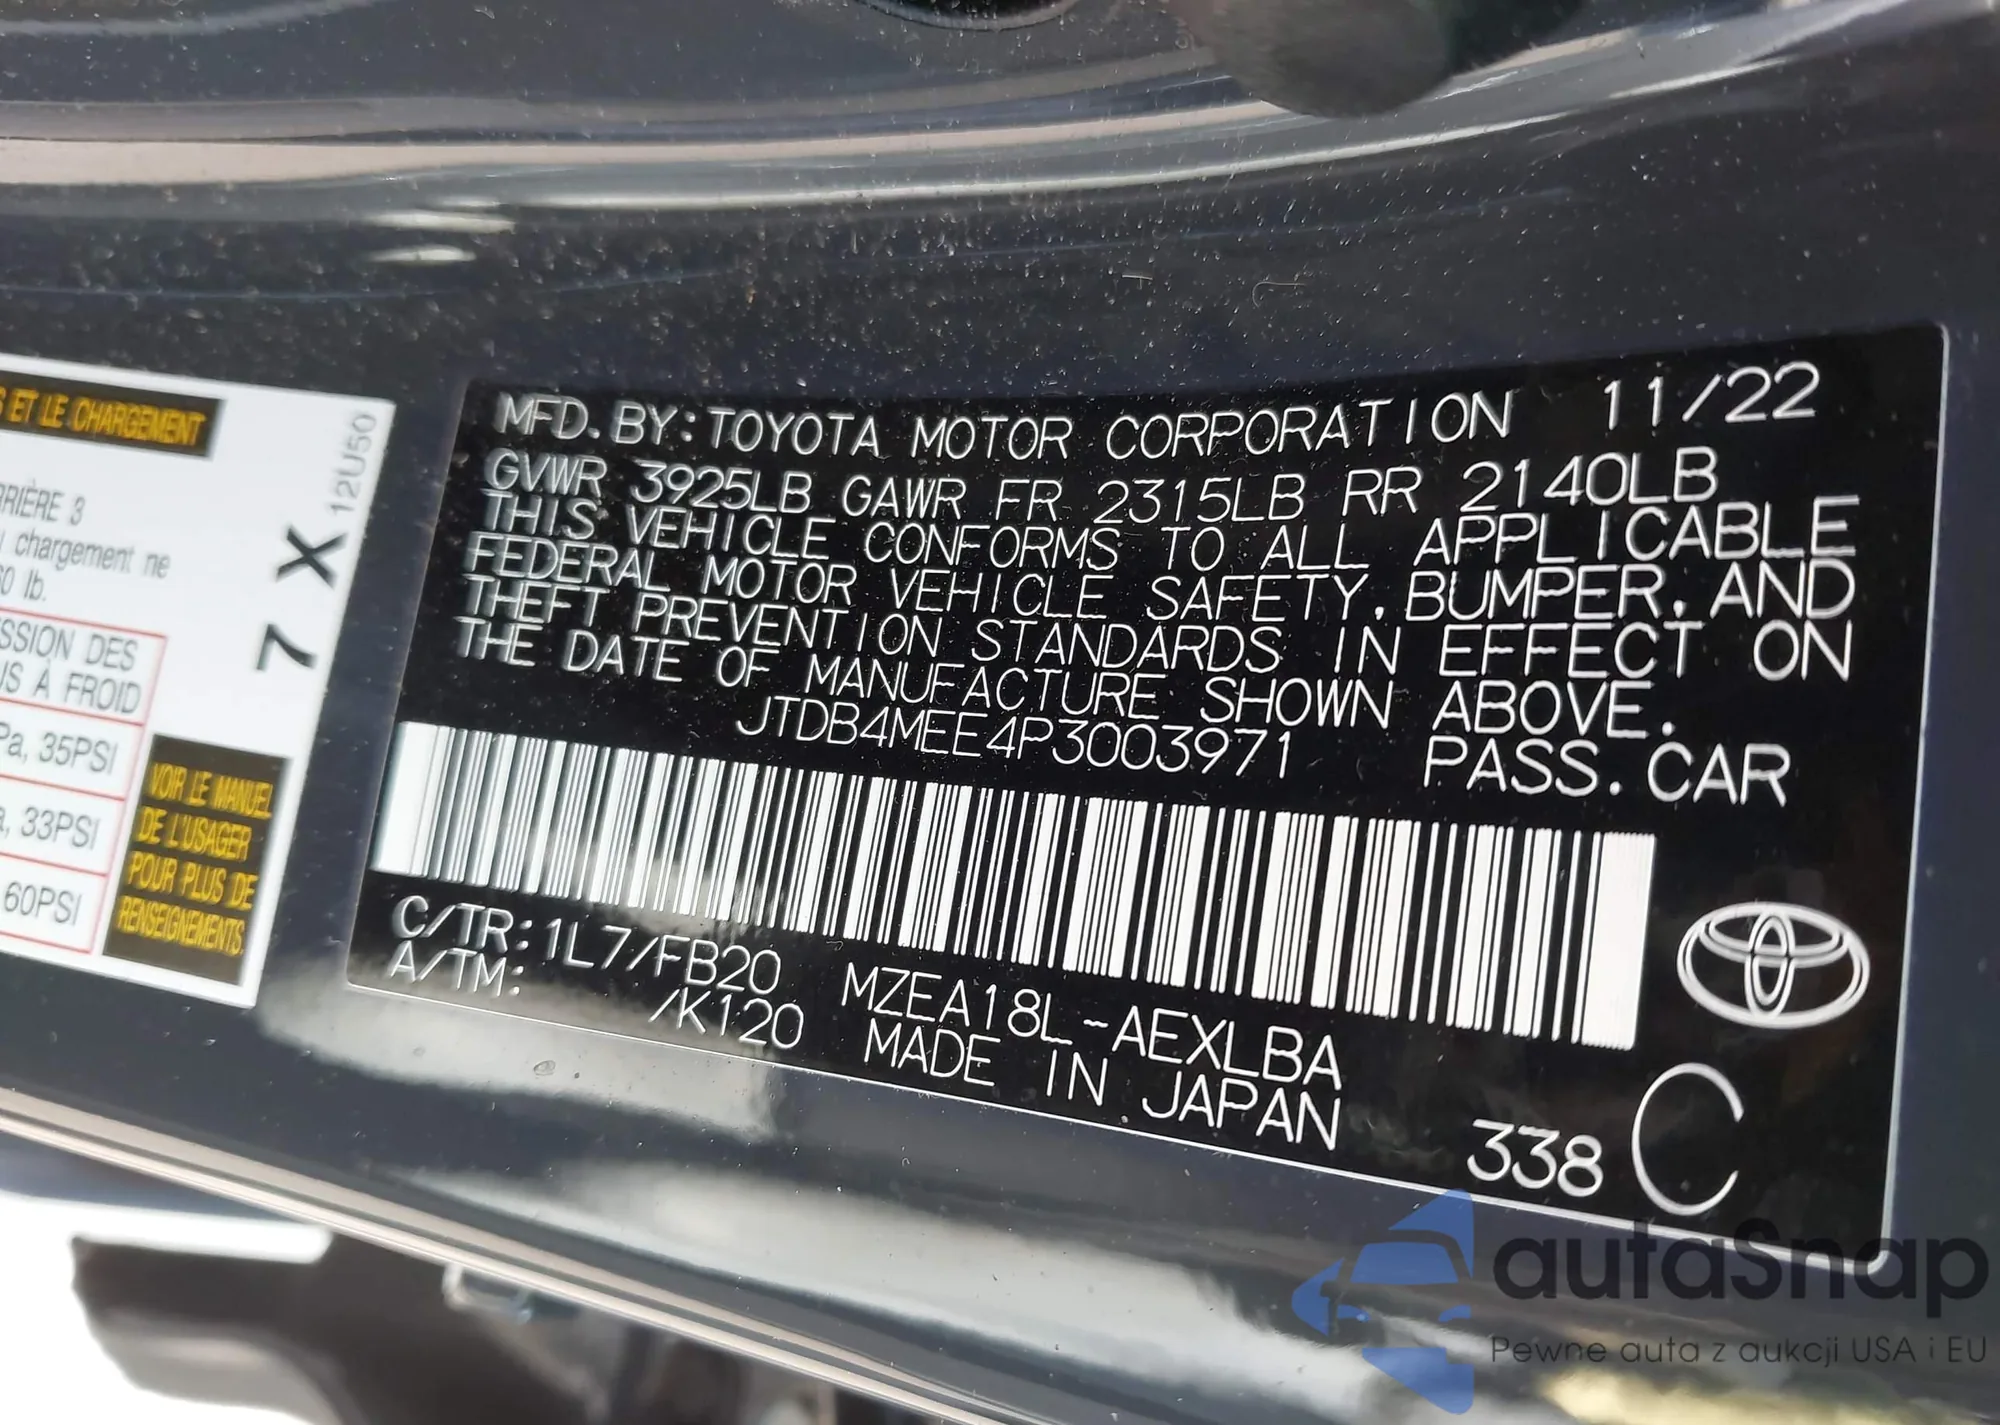 S ET LE CHARGEMENT
RRIÈRE 3
chargement ne
60 lb.
ESSION DES
À FROID
Pa, 35PSI
a, 33PSI
60PSI
VOIR LE MANUEL
DE L'USAGER
POUR PLUS DE
RENSEIGNEMENTS.
7 X
12U50
MFD. BY: TOYOTA MOTOR CORPORATION 11/22
GVWR 3925LB GAWR FR 2315LB RR 2140LB
THIS VEHICLE CONFORMS TO ALL APPLICABLE
FEDERAL MOTOR VEHICLE SAFETY, BUMPER, AND
THEFT PREVENTION STANDARDS IN EFFECT ON
THE DATE OF MANUFACTURE SHOWN ABOVE.
JTDB4MEE4P3003971 PASS. CAR
C/TR: 1L7/FB20 MZEA18L-AEXLBA
A/TM: /K120 MADE IN JAPAN
338 C
autaSnap
Pewne auta z aukcji USA i EU